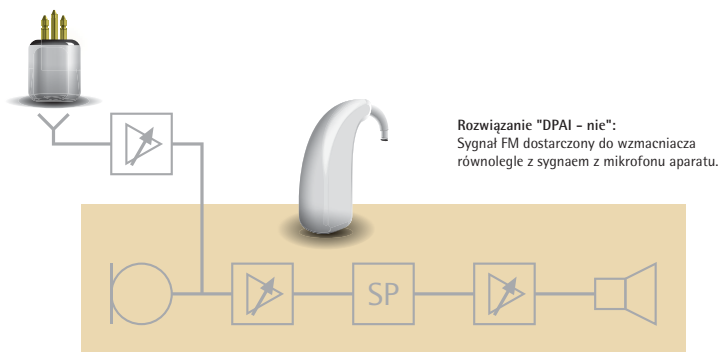 Rozwiązanie "DPAI - nie":
Sygnał FM dostarczony do wzmacniacza
równolegle z sygnaem z mikrofonu aparatu.
SP